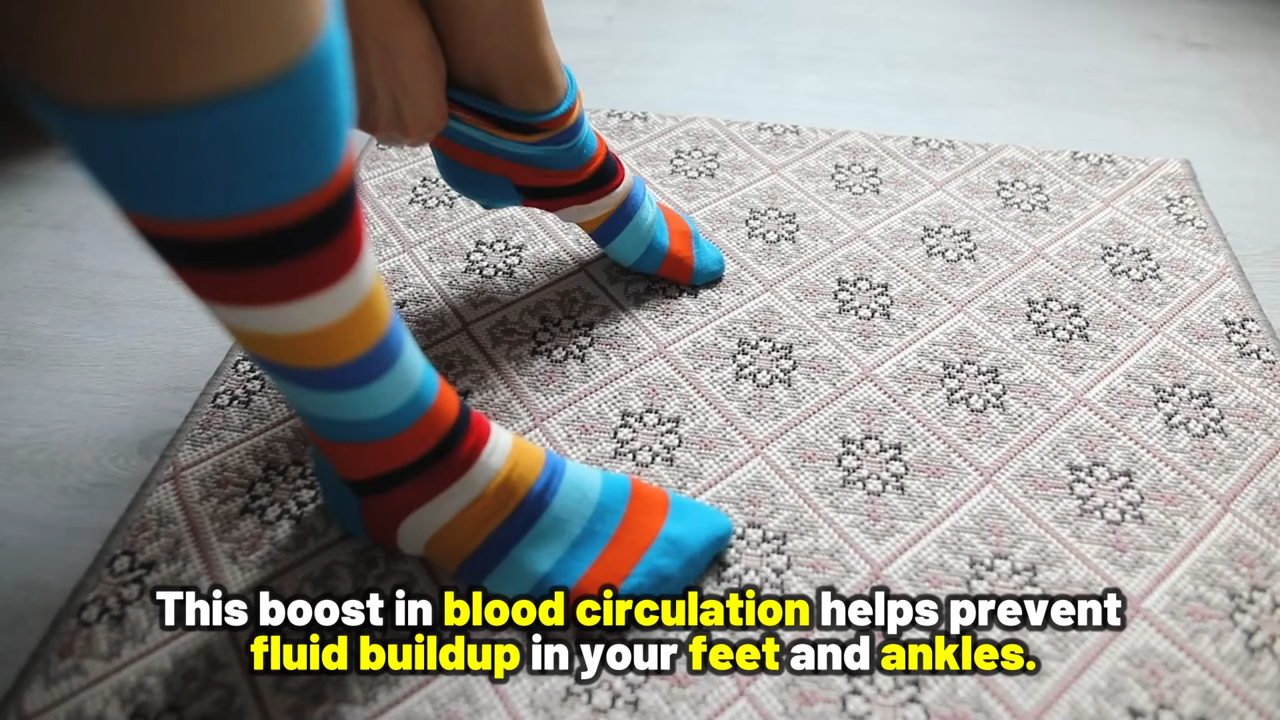 This boost in blood circulation helps prevent
fluid buildup in your feet and ankles.